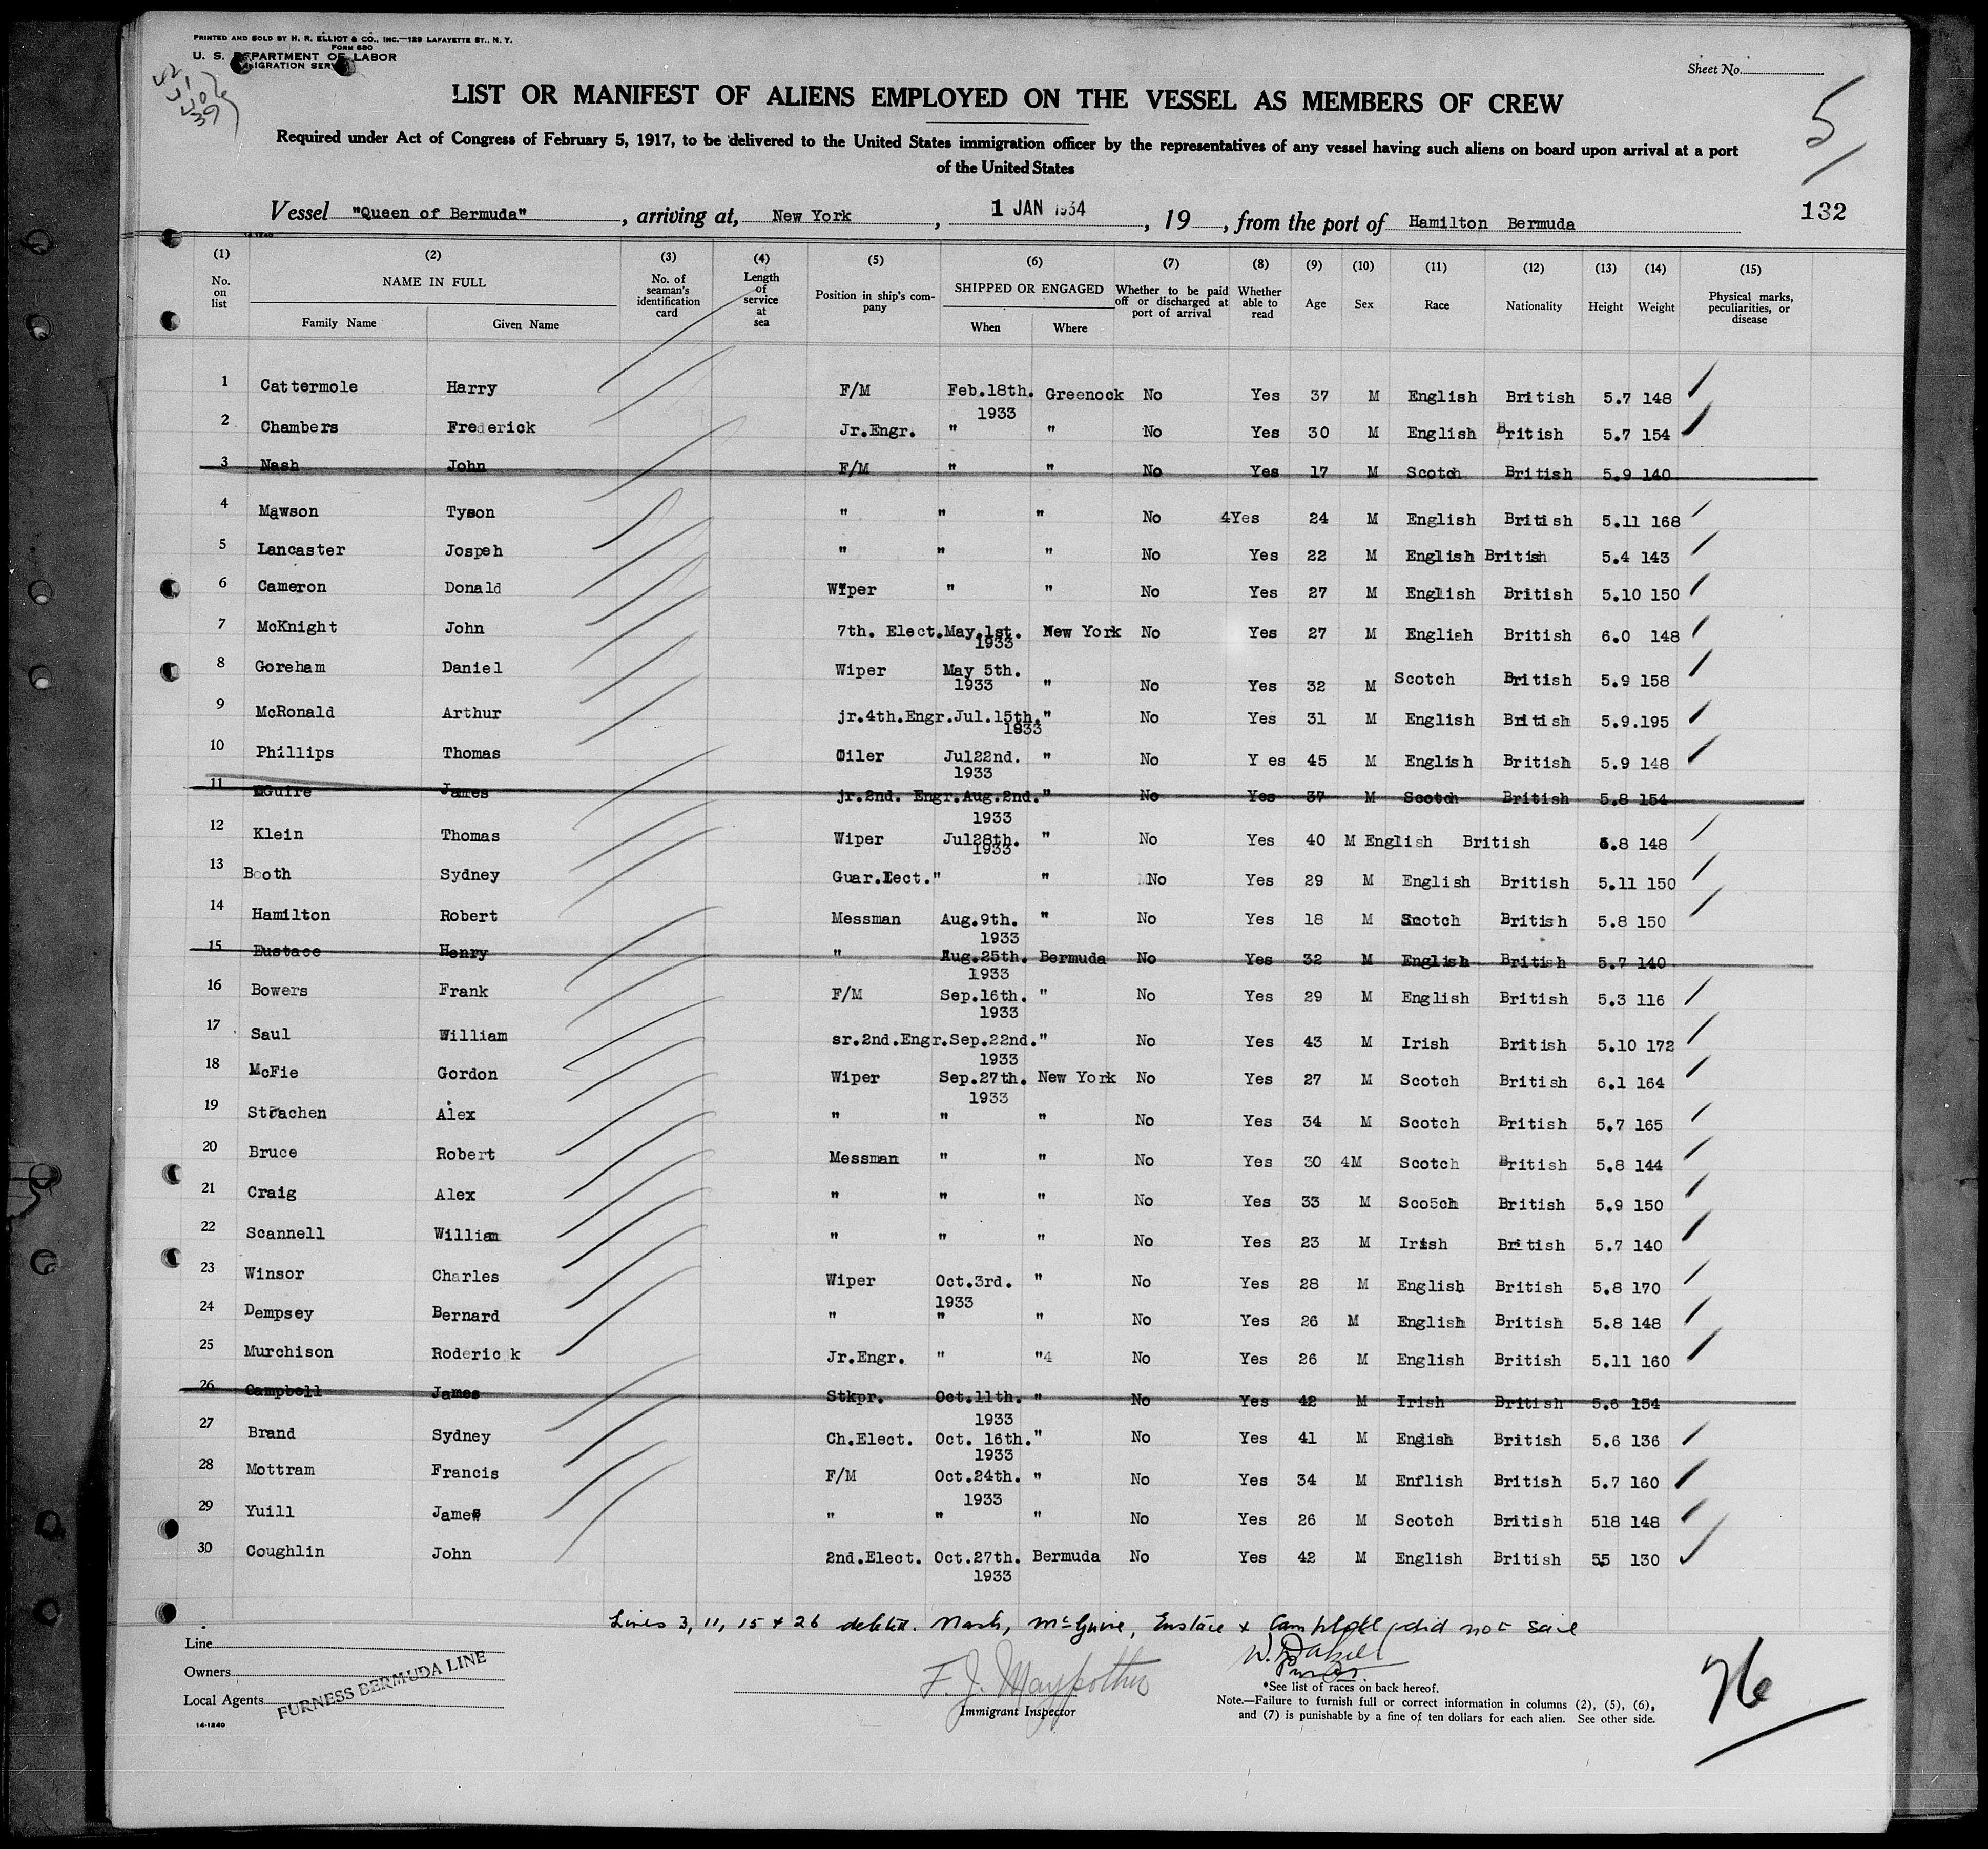 PRINTED AND SOLD BY H. R. ELLIOT & CO., INC.—129 LAFAYETTE ST., N. Y.
FORM 680
U. S. DEPARTMENT OF LABOR
IMMIGRATION SERVICE
Sheet No.
5
LIST OR MANIFEST OF ALIENS EMPLOYED ON THE VESSEL AS MEMBERS OF CREW
Required under Act of Congress of February 5, 1917, to be delivered to the United States immigration officer by the representatives of any vessel having such aliens on board upon arrival at a port
of the United States
Vessel "Queen of Bermuda" , arriving at, New York , 1 JAN 1934 , 19 , from the port of Hamilton Bermuda 132
14-1240
(1) (2) (3) (4) (5) (6) (7) (8) (9) (10) (11) (12) (13) (14) (15)
No. on list NAME IN FULL Family Name Given Name No. of seaman's identification card Length of service at sea Position in ship's company SHIPPED OR ENGAGED When Where Whether to be paid off or discharged at port of arrival Whether able to read Age Sex Race Nationality Height Weight Physical marks, peculiarities, or disease
1 Cattermole Harry F/M Feb.18th. 1933 Greenock No Yes 37 M English British 5.7 148
2 Chambers Frederick Jr.Engr. " " No Yes 30 M English British 5.7 154
3 Nash John F/M " " No Yes 17 M Scotch British 5.9 140
4 Mawson Tyson " " " No 4Yes 24 M English British 5.11 168
5 Lancaster Jospeh " " " No Yes 22 M English British 5.4 143
6 Cameron Donald Wiper " " No Yes 27 M English British 5.10 150
7 McKnight John 7th. Elect. May.1st. 1933 New York No Yes 27 M English British 6.0 148
8 Goreham Daniel Wiper May 5th. 1933 " No Yes 32 M Scotch British 5.9 158
9 McRonald Arthur jr.4th.Engr. Jul.15th. 1933 " No Yes 31 M English British 5.9.195
10 Phillips Thomas Oiler Jul22nd. 1933 " No Y es 45 M English British 5.9 148
11 McGuire James jr.2nd. Engr. Aug.2nd. 1933 " No Yes 37 M Scotch British 5.8 154
12 Klein Thomas Wiper Jul28th. 1933 " No Yes 40 M English British 5.8 148
13 Booth Sydney Guar.Lect. " " No Yes 29 M English British 5.11 150
14 Hamilton Robert Messman Aug.9th. 1933 " No Yes 18 M Scotch British 5.8 150
15 Eustace Henry " Aug.25th. 1933 Bermuda No Yes 32 M English British 5.7 140
16 Bowers Frank F/M Sep.16th. 1933 " No Yes 29 M English British 5.3 116
17 Saul William sr.2nd.Engr. Sep.22nd. 1933 " No Yes 43 M Irish British 5.10 172
18 McFie Gordon Wiper Sep.27th. 1933 New York No Yes 27 M Scotch British 6.1 164
19 Strachen Alex " " " No Yes 34 M Scotch British 5.7 165
20 Bruce Robert Messman " " No Yes 30 4M Scotch British 5.8 144
21 Craig Alex " " " No Yes 33 M Sco5ch British 5.9 150
22 Scannell William " " " No Yes 23 M Irish British 5.7 140
23 Winsor Charles Wiper Oct.3rd. 1933 " No Yes 28 M English British 5.8 170
24 Dempsey Bernard " " " No Yes 26 M English British 5.8 148
25 Murchison Roderick Jr.Engr. " "4 No Yes 26 M English British 5.11 160
26 Campbell James Stkpr. Oct.11th. 1933 " No Yes 42 M Irish British 5.6 154
27 Brand Sydney Ch.Elect. Oct. 16th. 1933 " No Yes 41 M Engish British 5.6 136
28 Mottram Francis F/M Oct.24th. 1933 " No Yes 34 M Enflish British 5.7 160
29 Yuill James " " " No Yes 26 M Scotch British 518 148
30 Coughlin John 2nd.Elect. Oct.27th. 1933 Bermuda No Yes 42 M English British 5.5 130
Lines 3, 11, 15 + 26 deleted. Nash, McGuire, Eustace & Campbell, did not sail
Line
Owners
Local Agents
FURNESS BERMUDA LINE
14-1240
Immigrant Inspector
*See list of races on back hereof.
Note.—Failure to furnish full or correct information in columns (2), (5), (6),
and (7) is punishable by a fine of ten dollars for each alien. See other side.
26